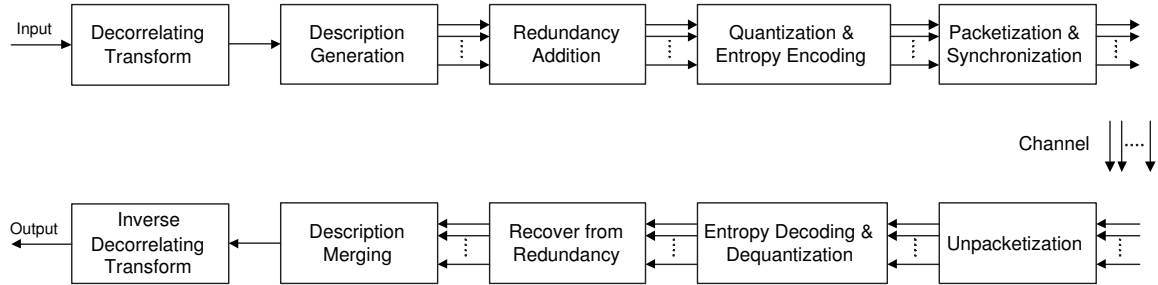 Input
Decorrelating
Transform
Description
Generation
Redundancy
Addition
Quantization &
Entropy Encoding
Packetization &
Synchronization
Channel
Output
Inverse
Decorrelating
Transform
Description
Merging
Recover from
Redundancy
Entropy Decoding &
Dequantization
Unpacketization